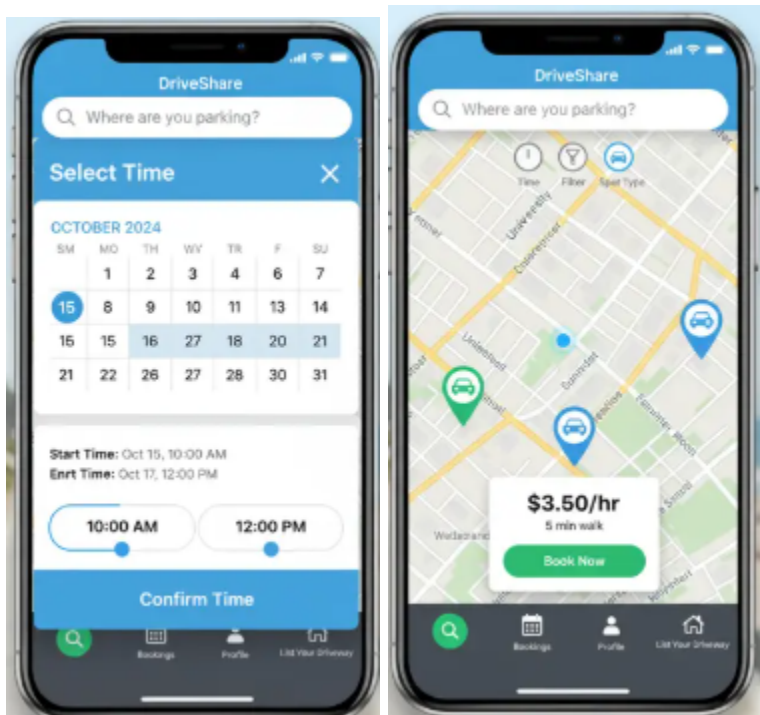 DriveShare
Where are you parking?
Select Time
OCTOBER 2024
SM MO TH WV TR F SU
1 2 3 4 6 7
15 8 9 10 11 13 14
15 15 16 27 18 20 21
21 22 26 27 28 30 31
Start Time: Oct 15, 10:00 AM
Enrt Time: Oct 17, 12:00 PM
10:00 AM 12:00 PM
Confirm Time
Bookings Profile List Your Driveway
DriveShare
Where are you parking?
Time Filter Spot Type
University
Sunndat
$3.50/hr
5 min walk
Book Now
Bookings Profile List Your Driveway